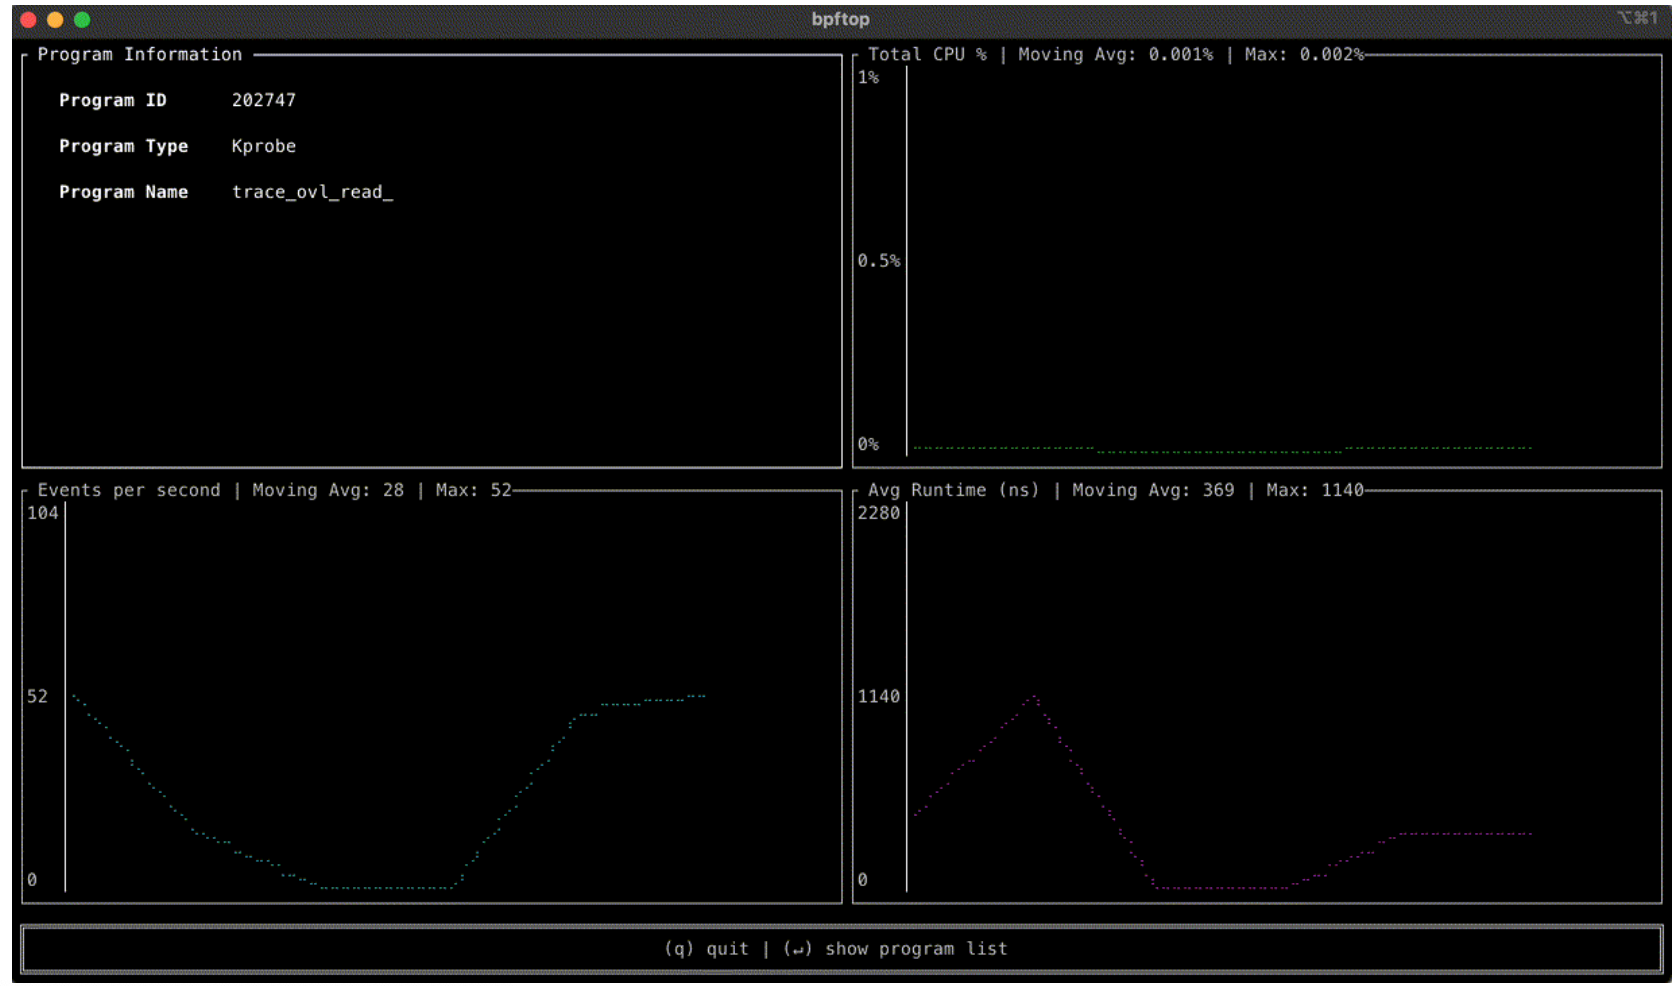 bpftop
⌥⌘1
Program Information
Program ID 202747
Program Type Kprobe
Program Name trace_ovl_read_
Total CPU % | Moving Avg: 0.001% | Max: 0.002%
1%
0.5%
0%
Events per second | Moving Avg: 28 | Max: 52
104
52
0
Avg Runtime (ns) | Moving Avg: 369 | Max: 1140
2280
1140
0
(q) quit | (↵) show program list